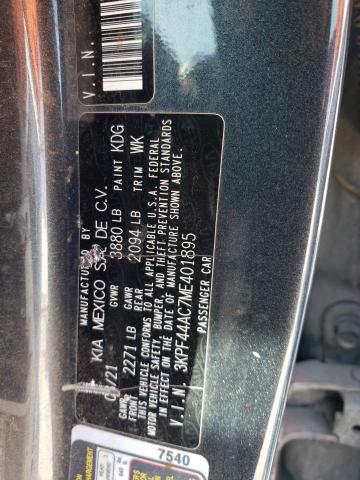 V.I.N.
MANUFACTURED BY
KIA MEXICO S.A. DE C.V.
/21 GVWR 3880 LB PAINT KDG
GAWR 2271 LB GAWR REAR 2094 LB TRIM WK
THIS VEHICLE CONFORMS TO ALL APPLICABLE U.S.A. FEDERAL
MOTOR VEHICLE SAFETY, BUMPER, AND THEFT PREVENTION STANDARDS
IN EFFECT ON THE DATE OF MANUFACTURE SHOWN ABOVE.
V.I.N. 3KPF44AC7ME401895
PASSENGER CAR
7540